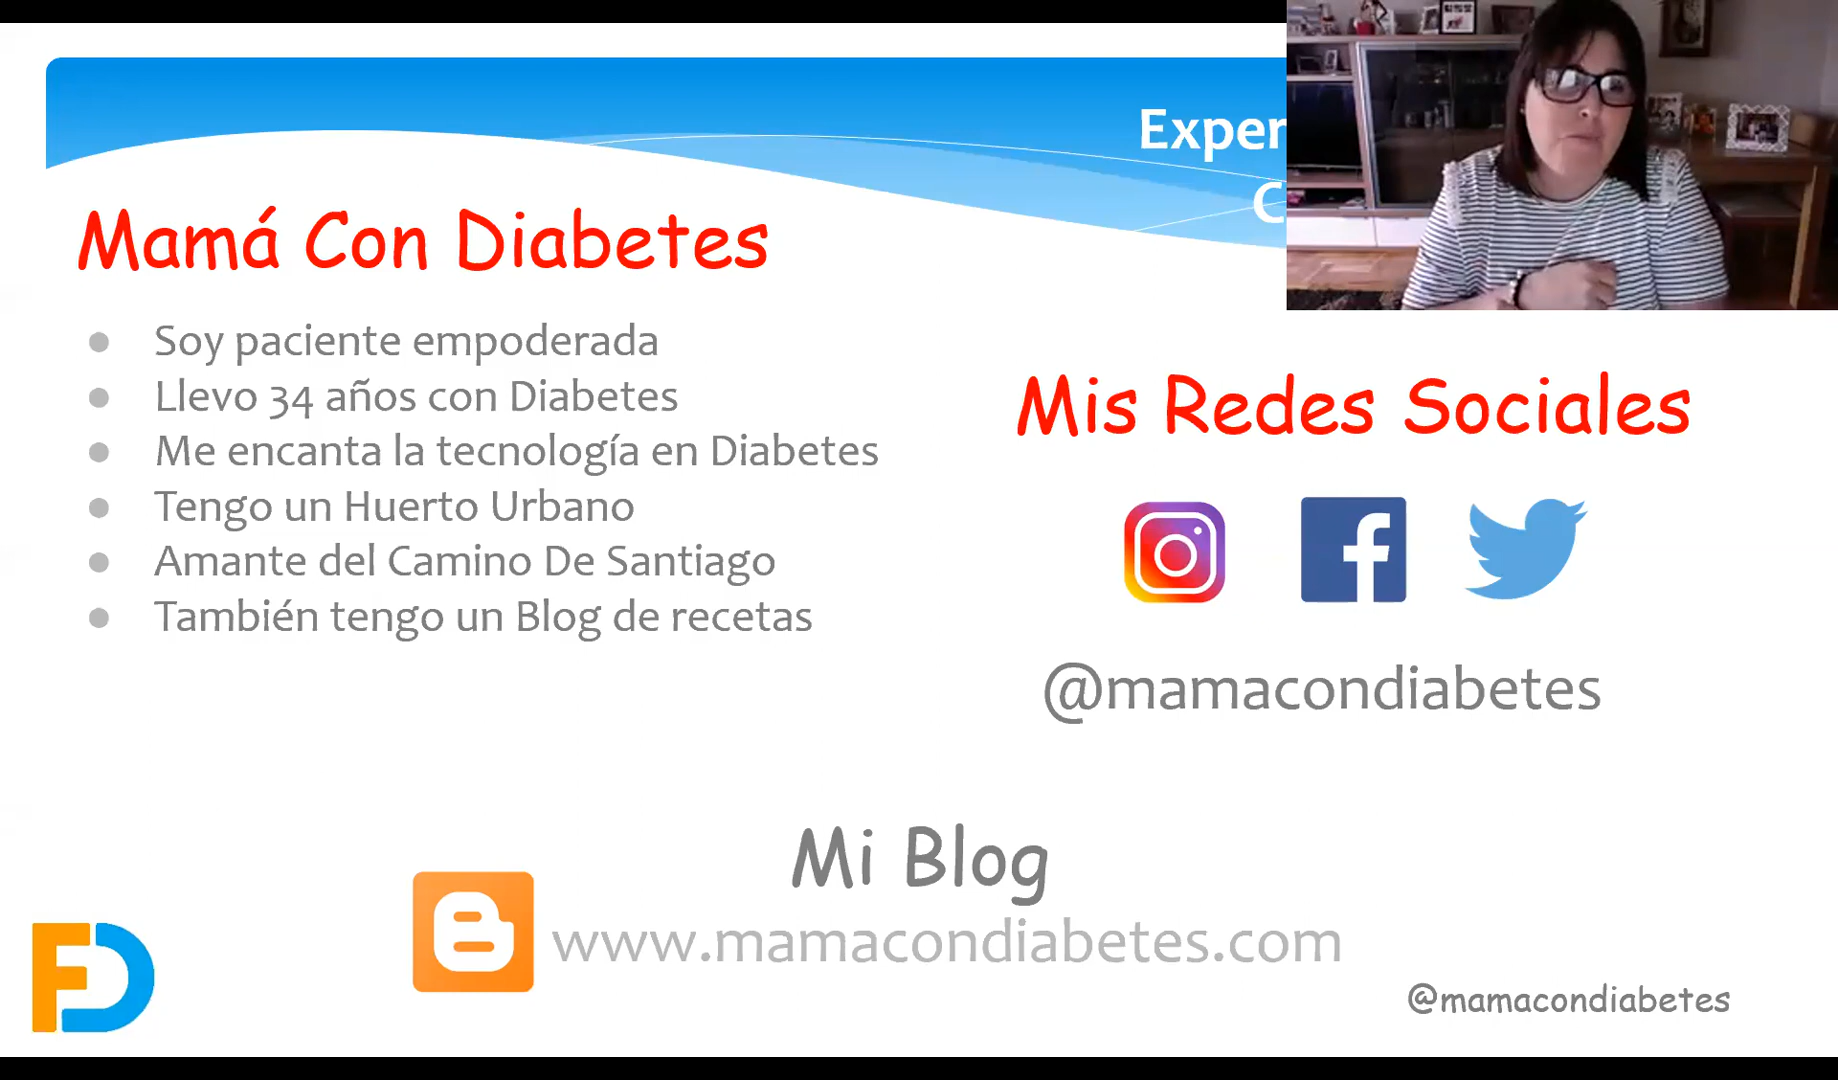 Mamá Con Diabetes
Soy paciente empoderada
Llevo 34 años con Diabetes
Me encanta la tecnología en Diabetes
Tengo un Huerto Urbano
Amante del Camino De Santiago
También tengo un Blog de recetas
Mis Redes Sociales
@mamacondiabetes
Mi Blog
www.mamacondiabetes.com
@mamacondiabetes
FD